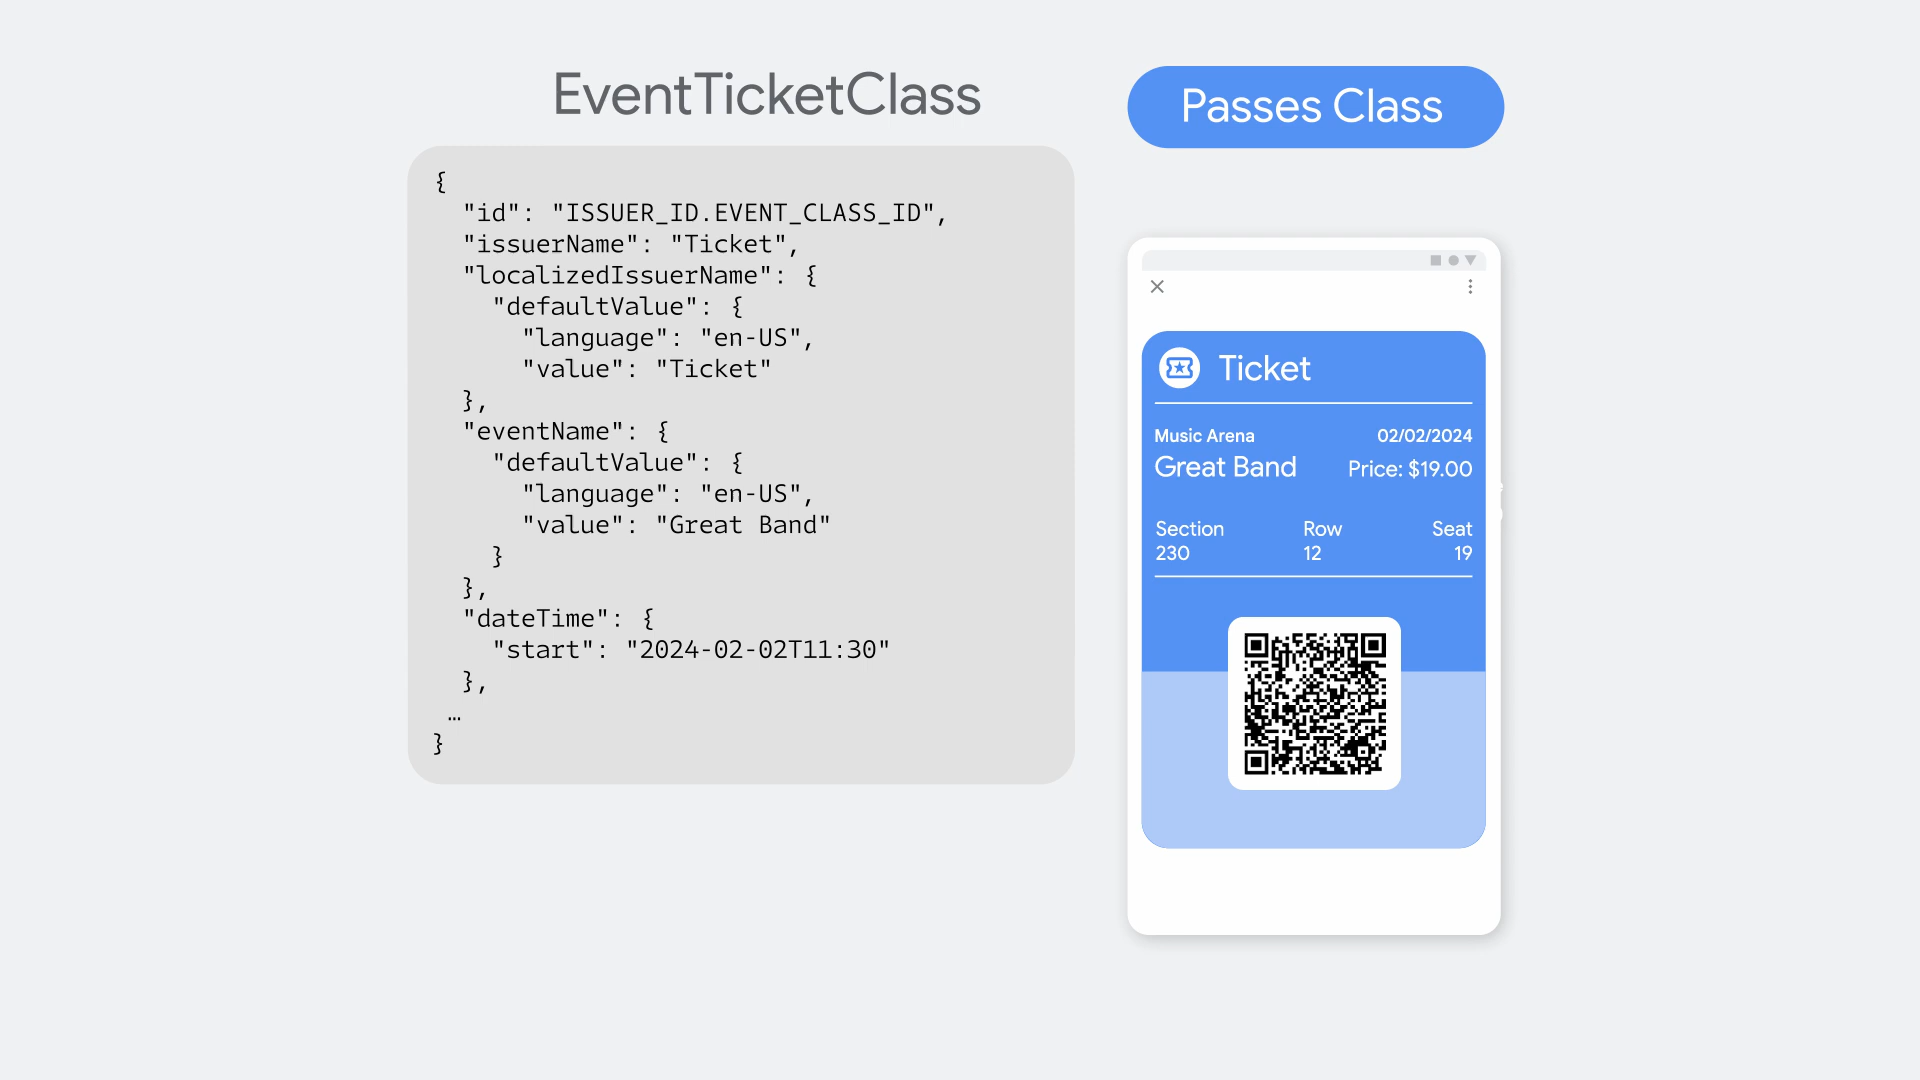 EventTicketClass
{
"id": "ISSUER_ID.EVENT_CLASS_ID",
"issuerName": "Ticket",
"localizedIssuerName": {
"defaultValue": {
"language": "en-US",
"value": "Ticket"
},
"eventName": {
"defaultValue": {
"language": "en-US",
"value": "Great Band"
}
},
"dateTime": {
"start": "2024-02-02T11:30"
},
…
}
Passes Class
Ticket
Music Arena 02/02/2024
Great Band Price: $19.00
Section Row Seat
230 12 19